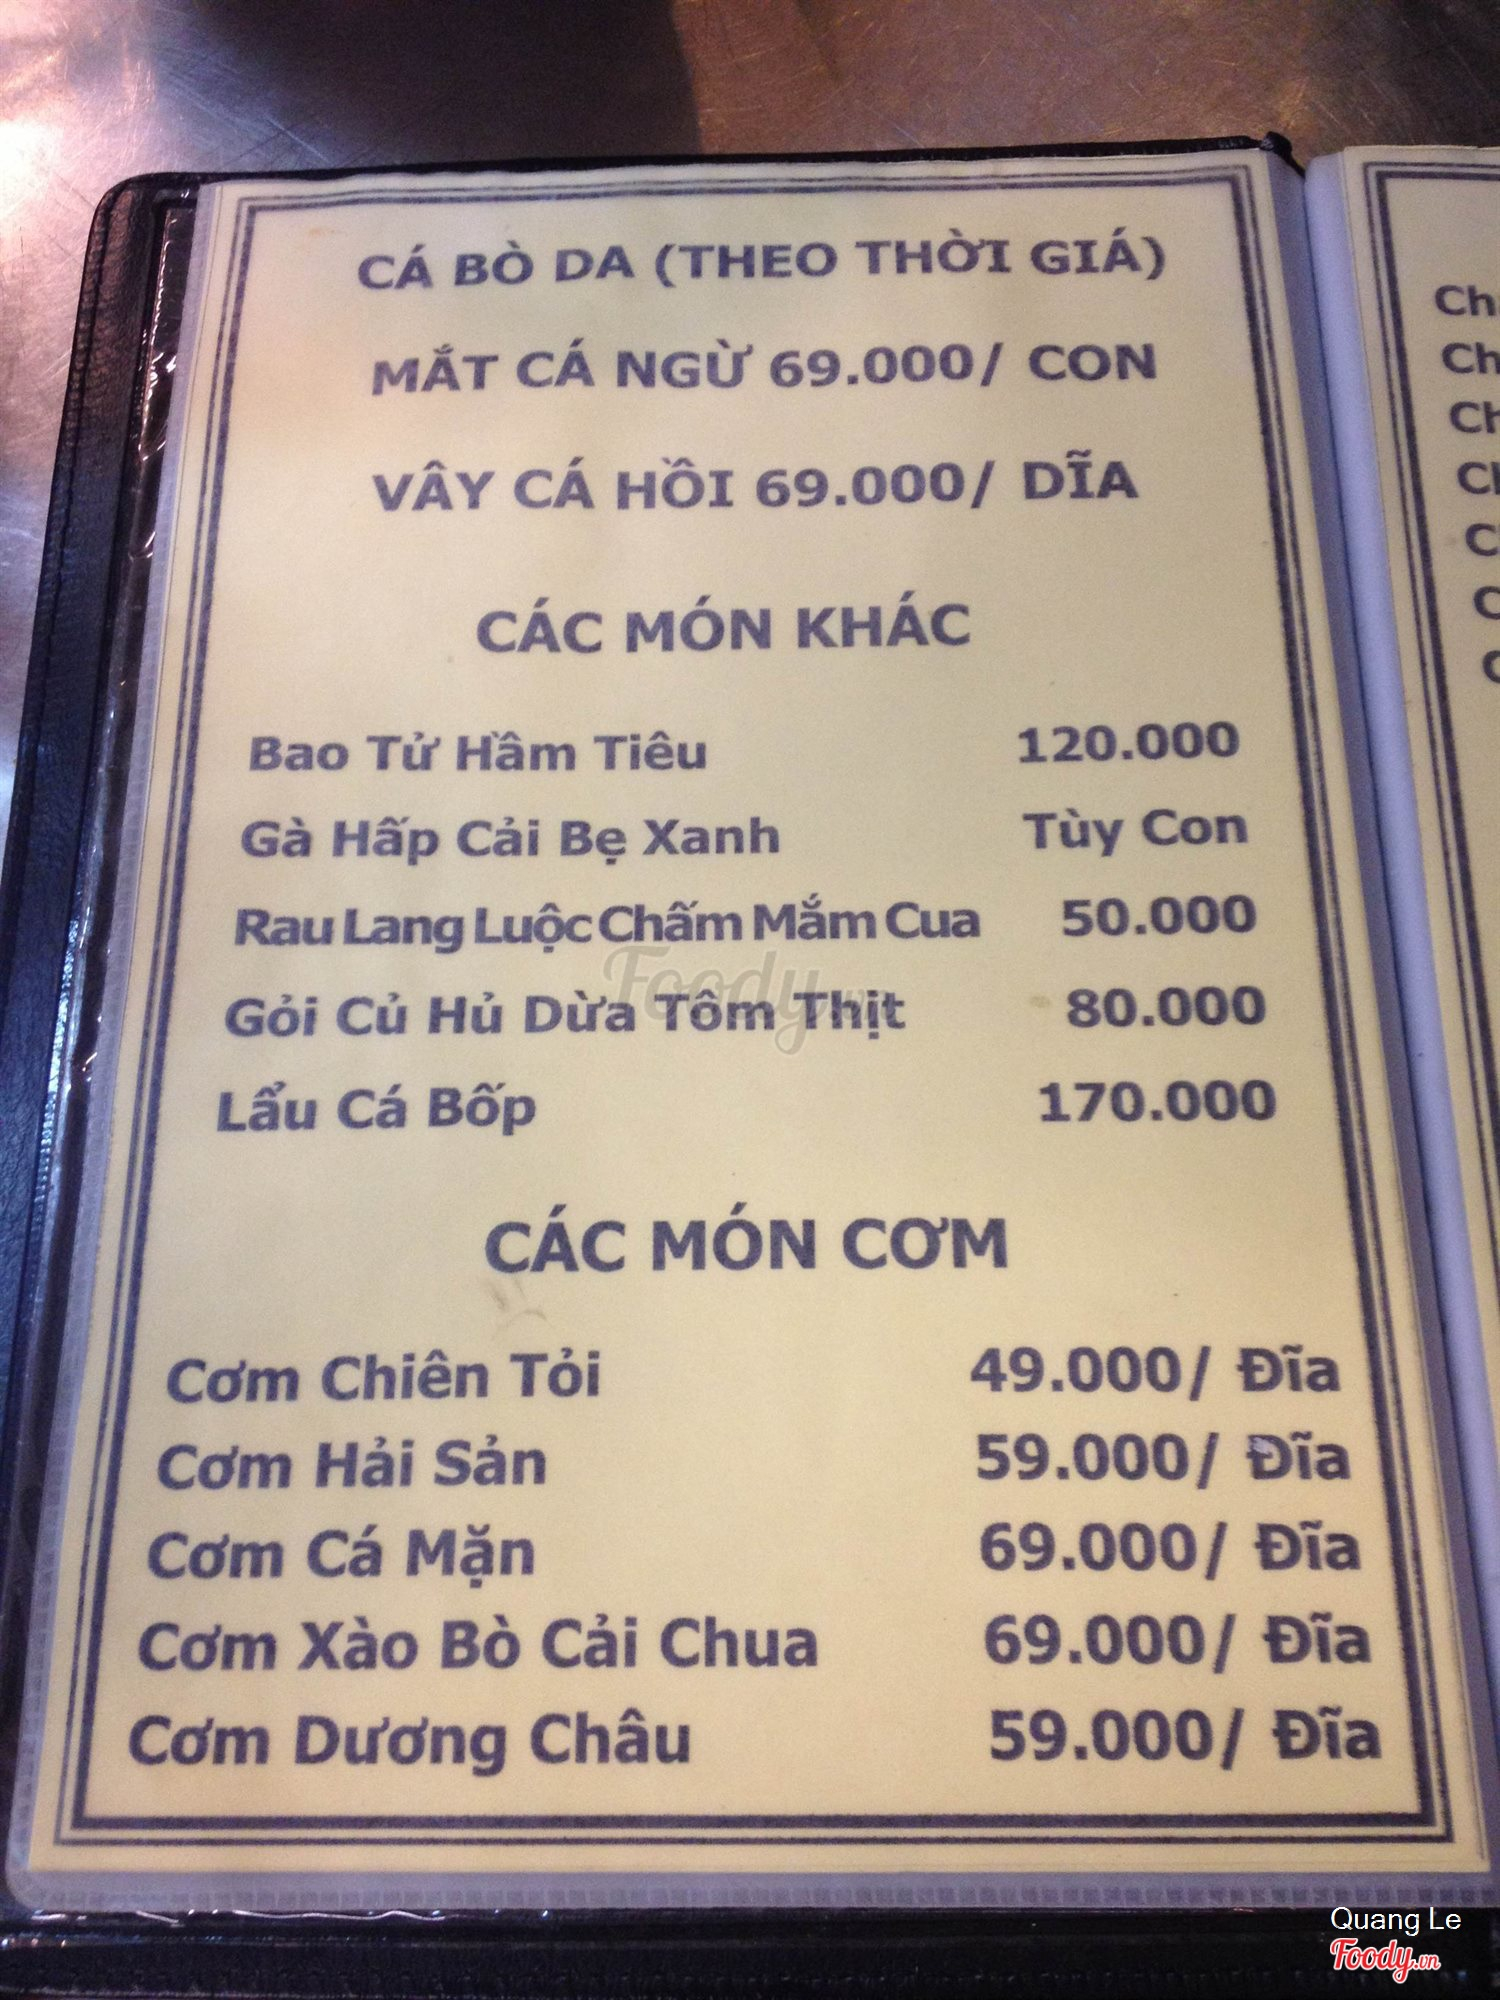 CÁ BÒ DA (THEO THỜI GIÁ)
MẮT CÁ NGỪ 69.000/ CON
VÂY CÁ HỒI 69.000/ DĨA
CÁC MÓN KHÁC
Bao Tử Hầm Tiêu 120.000
Gà Hấp Cải Bẹ Xanh Tùy Con
Rau Lang Luộc Chấm Mắm Cua 50.000
Gỏi Củ Hủ Dừa Tôm Thịt 80.000
Lẩu Cá Bốp 170.000
CÁC MÓN CƠM
Cơm Chiên Tỏi 49.000/ Đĩa
Cơm Hải Sản 59.000/ Đĩa
Cơm Cá Mặn 69.000/ Đĩa
Cơm Xào Bò Cải Chua 69.000/ Đĩa
Cơm Dương Châu 59.000/ Đĩa
Foody.vn
Quang Le
Foody.vn